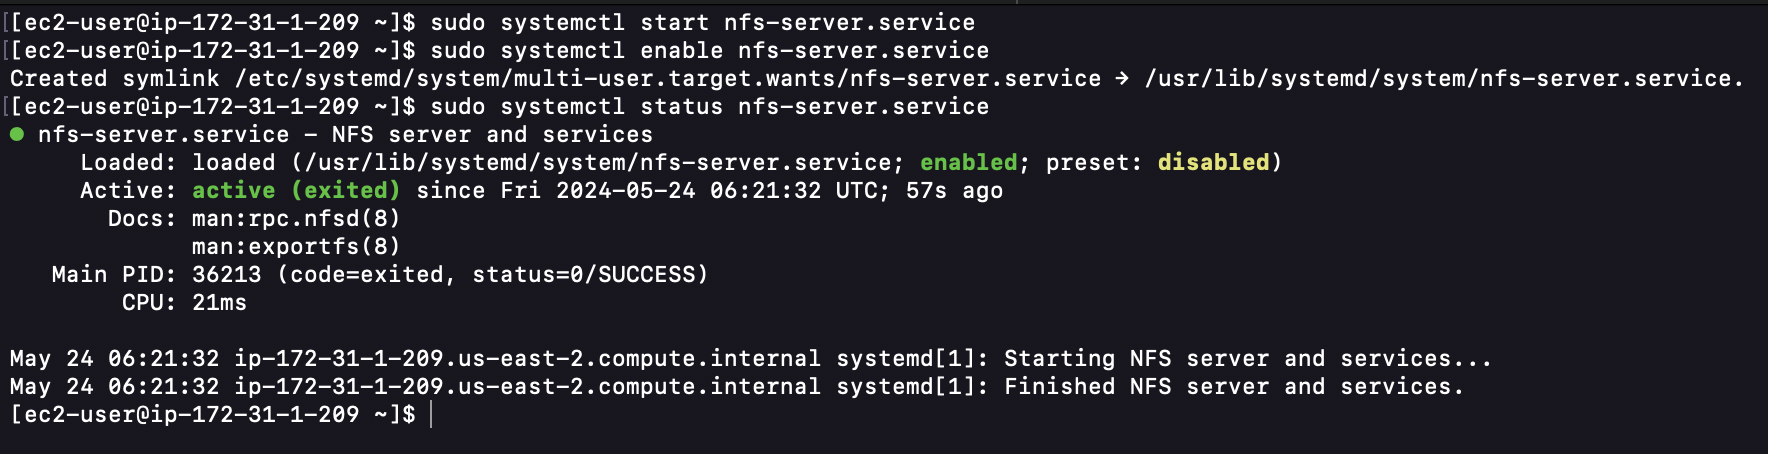 [[ec2-user@ip-172-31-1-209 ~]$ sudo systemctl start nfs-server.service
[[ec2-user@ip-172-31-1-209 ~]$ sudo systemctl enable nfs-server.service
Created symlink /etc/systemd/system/multi-user.target.wants/nfs-server.service → /usr/lib/systemd/system/nfs-server.service.
[[ec2-user@ip-172-31-1-209 ~]$ sudo systemctl status nfs-server.service
● nfs-server.service – NFS server and services
     Loaded: loaded (/usr/lib/systemd/system/nfs-server.service; enabled; preset: disabled)
     Active: active (exited) since Fri 2024-05-24 06:21:32 UTC; 57s ago
       Docs: man:rpc.nfsd(8)
             man:exportfs(8)
   Main PID: 36213 (code=exited, status=0/SUCCESS)
        CPU: 21ms

May 24 06:21:32 ip-172-31-1-209.us-east-2.compute.internal systemd[1]: Starting NFS server and services...
May 24 06:21:32 ip-172-31-1-209.us-east-2.compute.internal systemd[1]: Finished NFS server and services.
[ec2-user@ip-172-31-1-209 ~]$